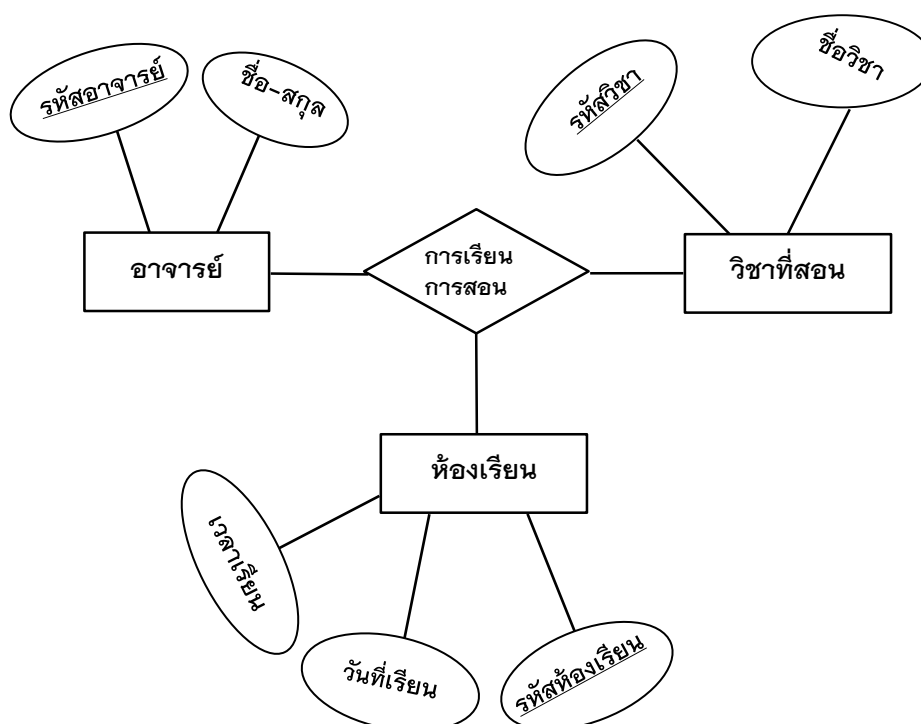 รหัสอาจารย์
ชื่อ-สกุล
รหัสวิชา
ชื่อวิชา
อาจารย์
การเรียน
การสอน
วิชาที่สอน
ห้องเรียน
เวลาเรียน
วันที่เรียน
รหัสห้องเรียน